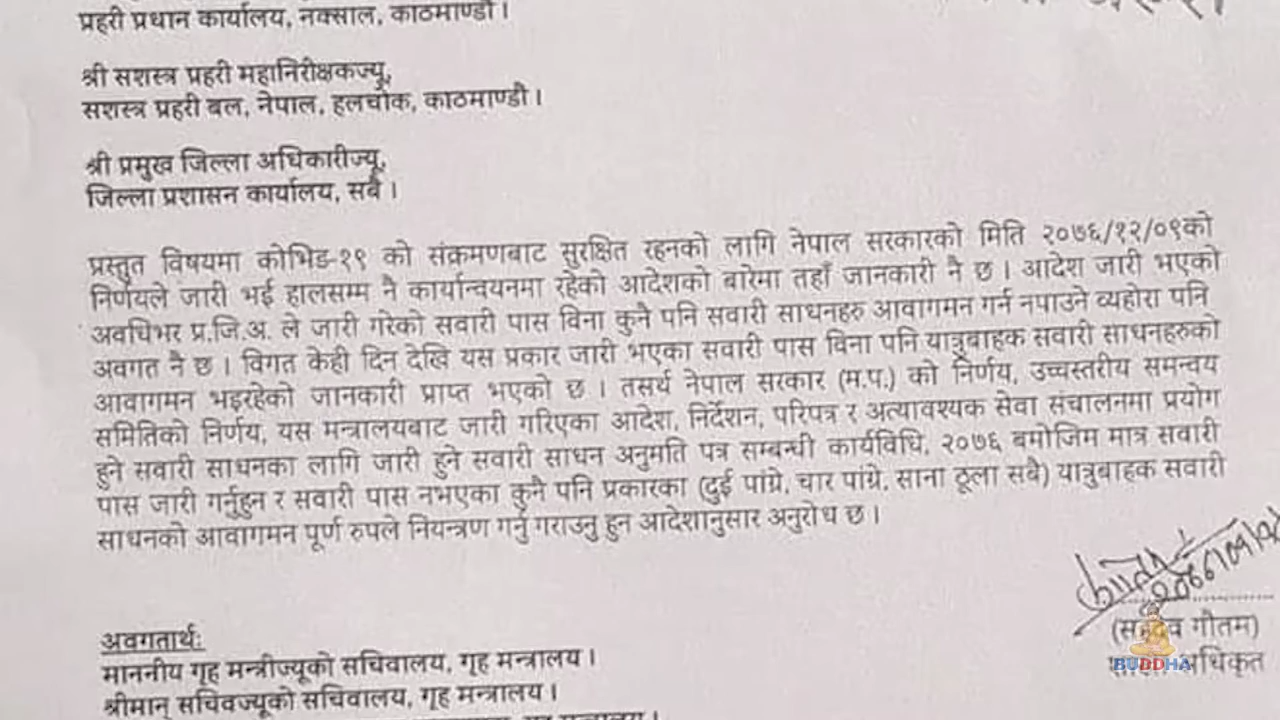 प्रहरी प्रधान कार्यालय, नक्साल, काठमाण्डौ ।
श्री सशस्त्र प्रहरी महानिरीक्षकज्यू,
सशस्त्र प्रहरी बल, नेपाल, हलचोक, काठमाण्डौ ।
श्री प्रमुख जिल्ला अधिकारीज्यू,
जिल्ला प्रशासन कार्यालय, सबै ।
प्रस्तुत विषयमा कोभिड-१९ को संक्रमणबाट सुरक्षित रहनको लागि नेपाल सरकारको मिति २०७६/१२/०९को
निर्णयले जारी भई हालसम्म नै कार्यान्वयनमा रहेको आदेशको बारेमा तहाँ जानकारी नै छ । आदेश जारी भएको
अवधिभर प्र.जि.अ. ले जारी गरेको सवारी पास विना कुनै पनि सवारी साधनहरु आवागमन गर्न नपाउने व्यहोरा पनि
अवगत नै छ । विगत केही दिन देखि यस प्रकार जारी भएका सवारी पास विना पनि यात्रुबाहक सवारी साधनहरुको
आवागमन भइरहेको जानकारी प्राप्त भएको छ । तसर्थ नेपाल सरकार (म.प.) को निर्णय, उच्चस्तरीय समन्वय
समितिको निर्णय, यस मन्त्रालयबाट जारी गरिएका आदेश, निर्देशन, परिपत्र र अत्यावश्यक सेवा संचालनमा प्रयोग
हुने सवारी साधनका लागि जारी हुने सवारी साधन अनुमति पत्र सम्बन्धी कार्यविधि, २०७६ बमोजिम मात्र सवारी
पास जारी गर्नुहुन र सवारी पास नभएका कुनै पनि प्रकारका (दुई पांग्रे, चार पांग्रे, साना ठूला सबै) यात्रुबाहक सवारी
साधनको आवागमन पूर्ण रुपले नियन्त्रण गर्नु गराउनु हुन आदेशानुसार अनुरोध छ ।
गौतम)
BUDDHA
अवगतार्थ:
माननीय गृह मन्त्रीज्यूको सचिवालय, गृह मन्त्रालय ।
श्रीमान् सचिवज्यूको सचिवालय, गृह मन्त्रालय ।